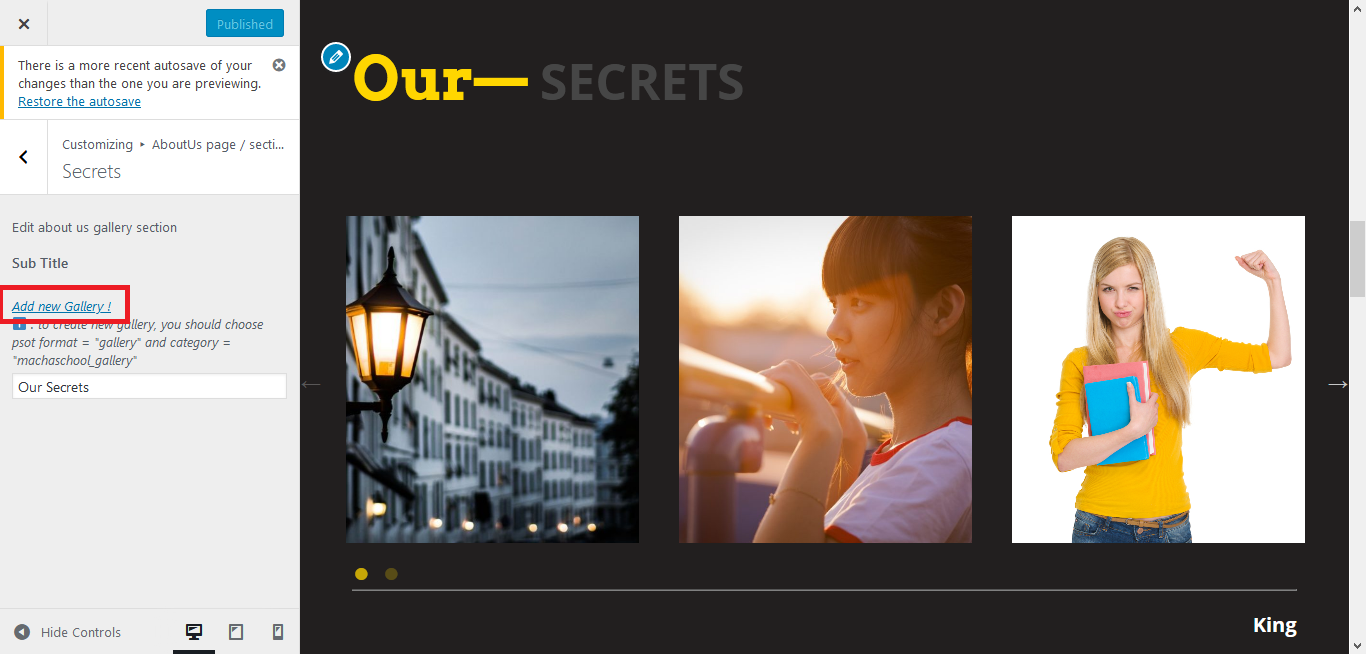 Published
There is a more recent autosave of your
changes than the one you are previewing.
Restore the autosave
Customizing ▸ AboutUs page / secti...
Secrets
Edit about us gallery section
Sub Title
Add new Gallery !
: to create new gallery, you should choose
psot format = "gallery" and category =
"machaschool_gallery"
Our Secrets
Hide Controls
Our— SECRETS
King